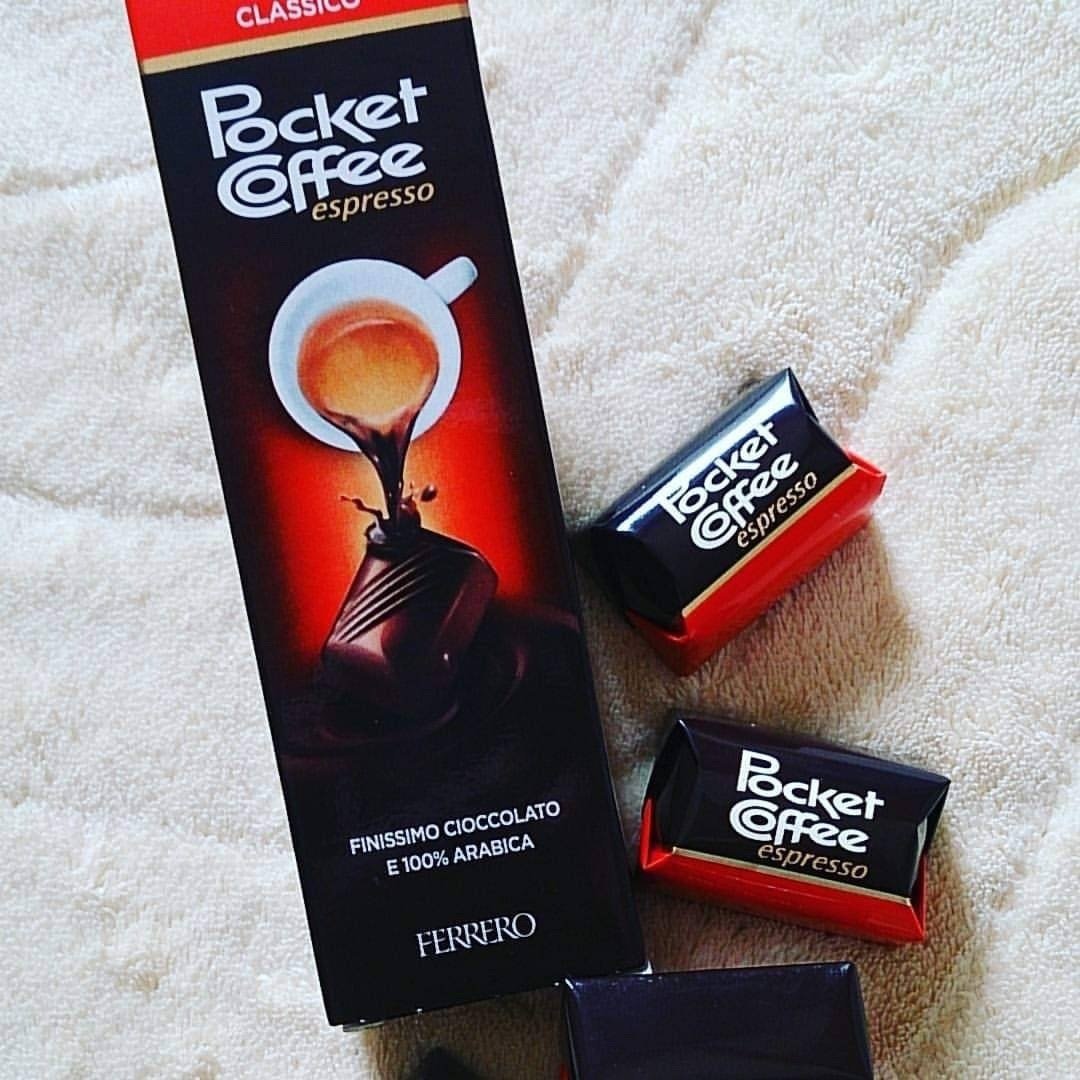 CLASSICO
Pocket
Coffee
espresso
FINISSIMO CIOCCOLATO
E 100% ARABICA
FERRERO
Pocket
Coffee
espresso
Pocket
Coffee
espresso